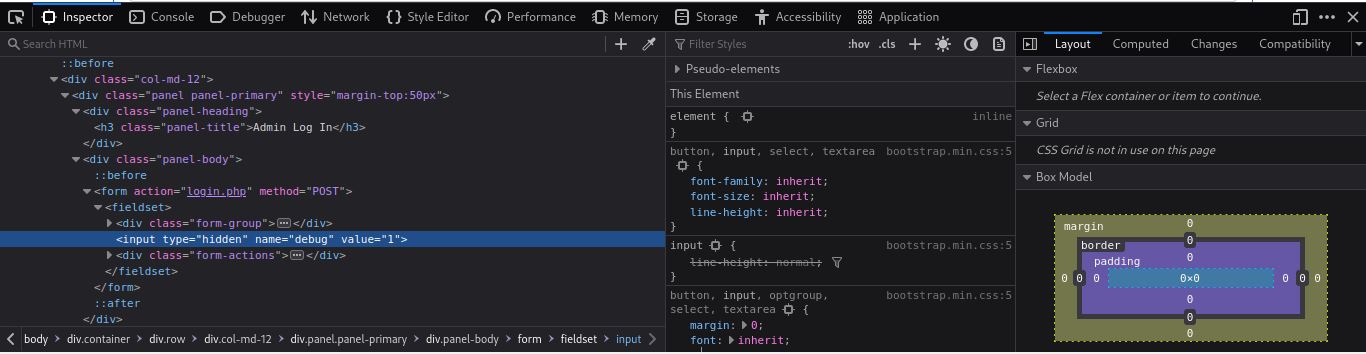 Inspector Console Debugger Network Style Editor Performance Memory Storage Accessibility Application
Search HTML
::before
<div class="col-md-12">
<div class="panel panel-primary" style="margin-top:50px">
<div class="panel-heading">
<h3 class="panel-title">Admin Log In</h3>
</div>
<div class="panel-body">
::before
<form action="login.php" method="POST">
<fieldset>
<div class="form-group"></div>
<input type="hidden" name="debug" value="1">
<div class="form-actions"></div>
</fieldset>
</form>
::after
</div>
body div.container div.row div.col-md-12 div.panel.panel-primary div.panel-body form fieldset input
Filter Styles :hov .cls
Pseudo-elements
This Element
element { inline
}
button, input, select, textarea bootstrap.min.css:5
{
font-family: inherit;
font-size: inherit;
line-height: inherit;
}
input { bootstrap.min.css:5
line-height: normal;
}
button, input, optgroup, bootstrap.min.css:5
select, textarea {
margin: 0;
font: inherit;
Layout Computed Changes Compatibility
Flexbox
Select a Flex container or item to continue.
Grid
CSS Grid is not in use on this page
Box Model
margin 0
border 0
padding 0
0 0 0 0×0 0 0 0
0
0
0